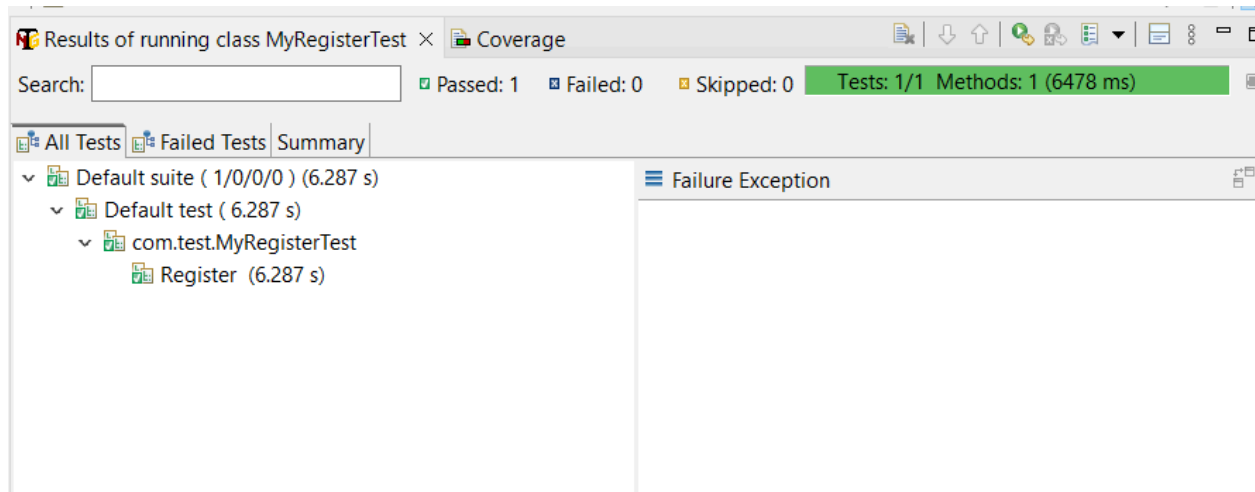 Results of running class MyRegisterTest Coverage
Search: Passed: 1 Failed: 0 Skipped: 0 Tests: 1/1 Methods: 1 (6478 ms)
All Tests Failed Tests Summary
Default suite ( 1/0/0/0 ) (6.287 s)
Failure Exception
Default test ( 6.287 s)
com.test.MyRegisterTest
Register (6.287 s)